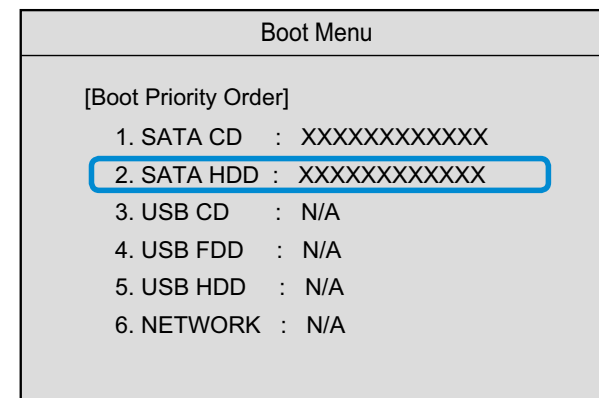 Boot Menu
[Boot Priority Order]
1. SATA CD : XXXXXXXXXXXX
2. SATA HDD : XXXXXXXXXXXX
3. USB CD : N/A
4. USB FDD : N/A
5. USB HDD : N/A
6. NETWORK : N/A